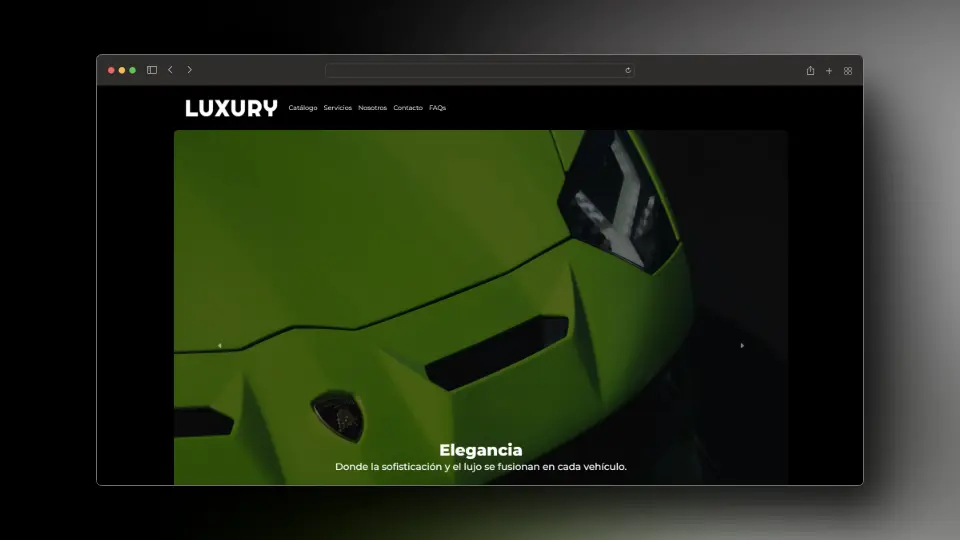 LUXURY Catálogo Servicios Nosotros Contacto FAQs
Elegancia
Donde la sofisticación y el lujo se fusionan en cada vehículo.